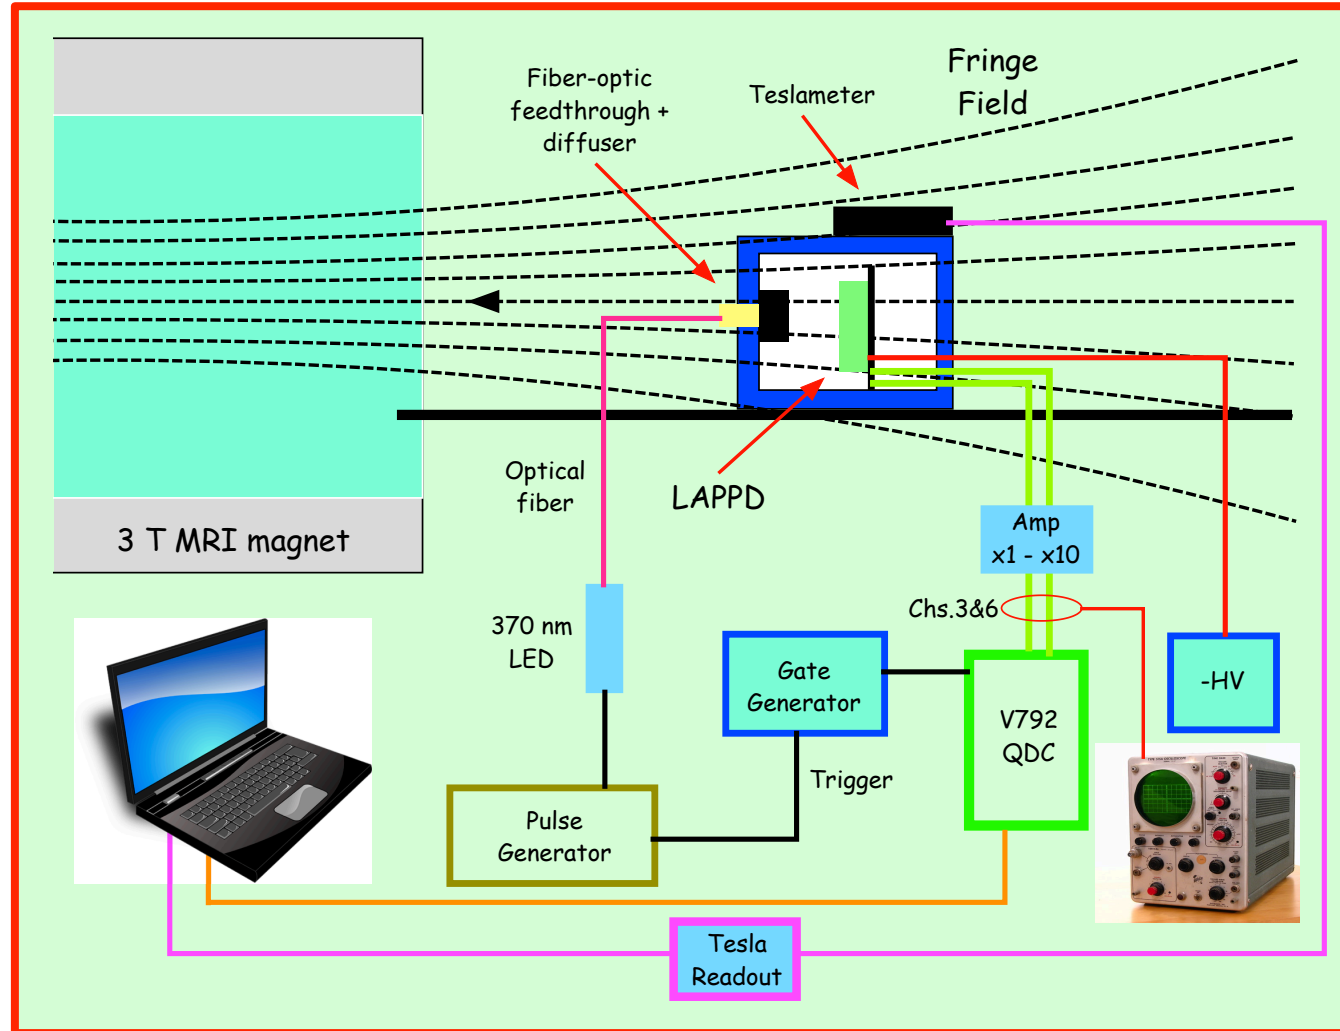 Fringe
Field
Fiber-optic
feedthrough +
diffuser
Teslameter
Optical
fiber
LAPPD
3 T MRI magnet
Amp
x1 - x10
Chs.3&6
370 nm
LED
Gate
Generator
V792
QDC
-HV
Trigger
Pulse
Generator
Tesla
Readout